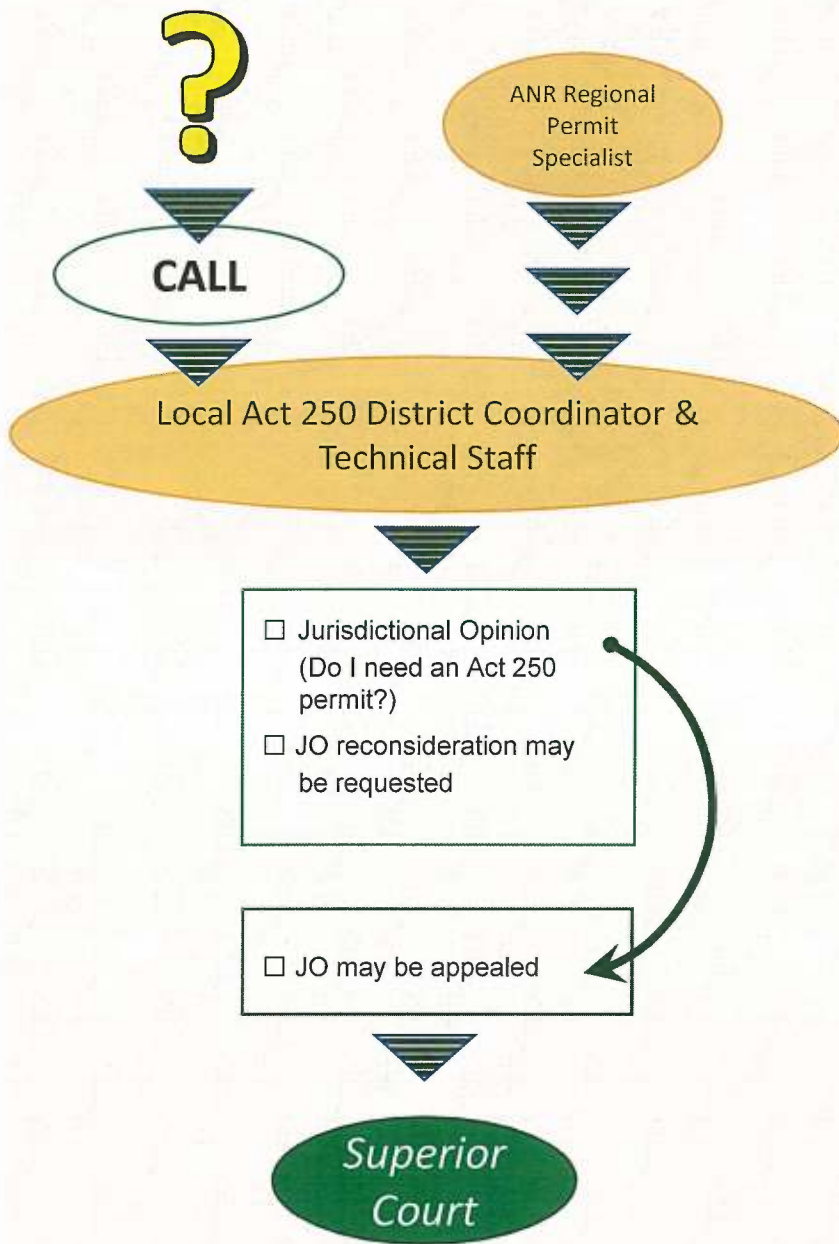 ?
CALL
ANR Regional
Permit
Specialist
Local Act 250 District Coordinator &
Technical Staff
☐ Jurisdictional Opinion
(Do I need an Act 250
permit?)
☐ JO reconsideration may
be requested
☐ JO may be appealed
Superior
Court